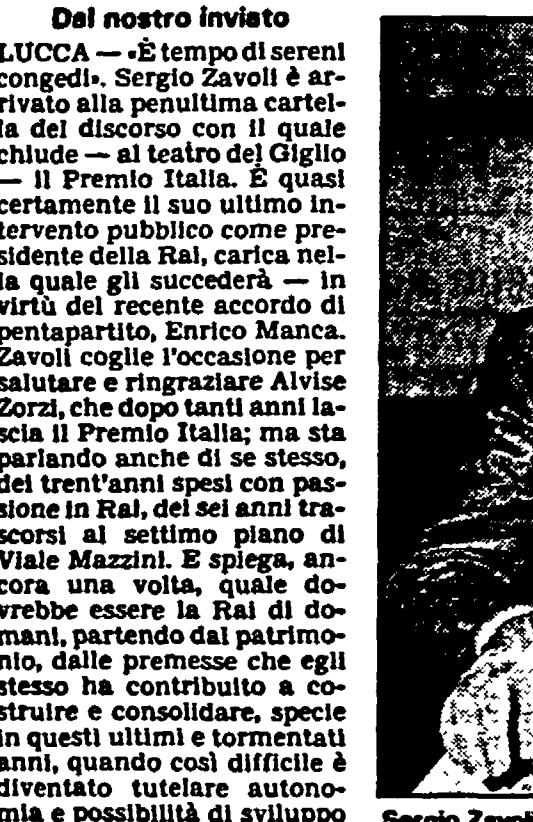 Dal nostro inviato
LUCCA — «È tempo di sereni
congedi». Sergio Zavoli è ar-
rivato alla penultima cartel-
la del discorso con il quale
chiude — al teatro del Giglio
— il Premio Italia. È quasi
certamente il suo ultimo in-
tervento pubblico come pre-
sidente della Rai, carica nel-
la quale gli succederà — in
virtù del recente accordo di
pentapartito, Enrico Manca.
Zavoli coglie l'occasione per
salutare e ringraziare Alvise
Zorzi, che dopo tanti anni la-
scia il Premio Italia; ma sta
parlando anche di se stesso,
dei trent'anni spesi con pas-
sione in Rai, dei sei anni tra-
scorsi al settimo piano di
Viale Mazzini. E spiega, an-
cora una volta, quale do-
vrebbe essere la Rai di do-
mani, partendo dal patrimo-
nio, dalle premesse che egli
stesso ha contribuito a co-
struire e consolidare, specie
in questi ultimi e tormentati
anni, quando così difficile è
diventato tutelare autono-
mia e possibilità di sviluppo
Sergio Zavoli